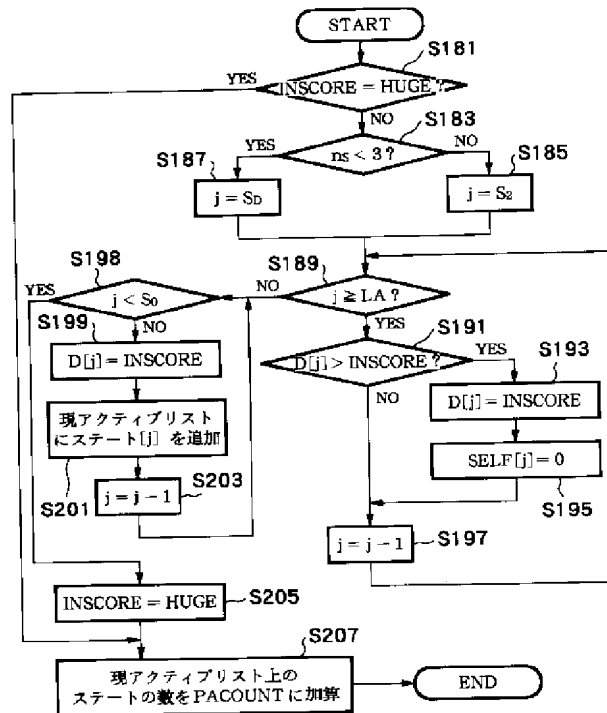 START
S181
YES
INSCORE = HUGE ?
NO
S183
YES
ns < 3 ?
NO
S187
S185
j = SD
j = S2
S198
S189
YES
j < S0
NO
j ≧ LA ?
S199
NO
YES
S191
D[j] = INSCORE
D[j] > INSCORE ?
YES
S193
NO
D[j] = INSCORE
現アクティブリスト
にステート[j] を追加
S203
SELF[j] = 0
S201
j = j − 1
S195
j = j − 1
S197
INSCORE = HUGE
S205
S207
現アクティブリスト上の
ステートの数をPACOUNTに加算
END